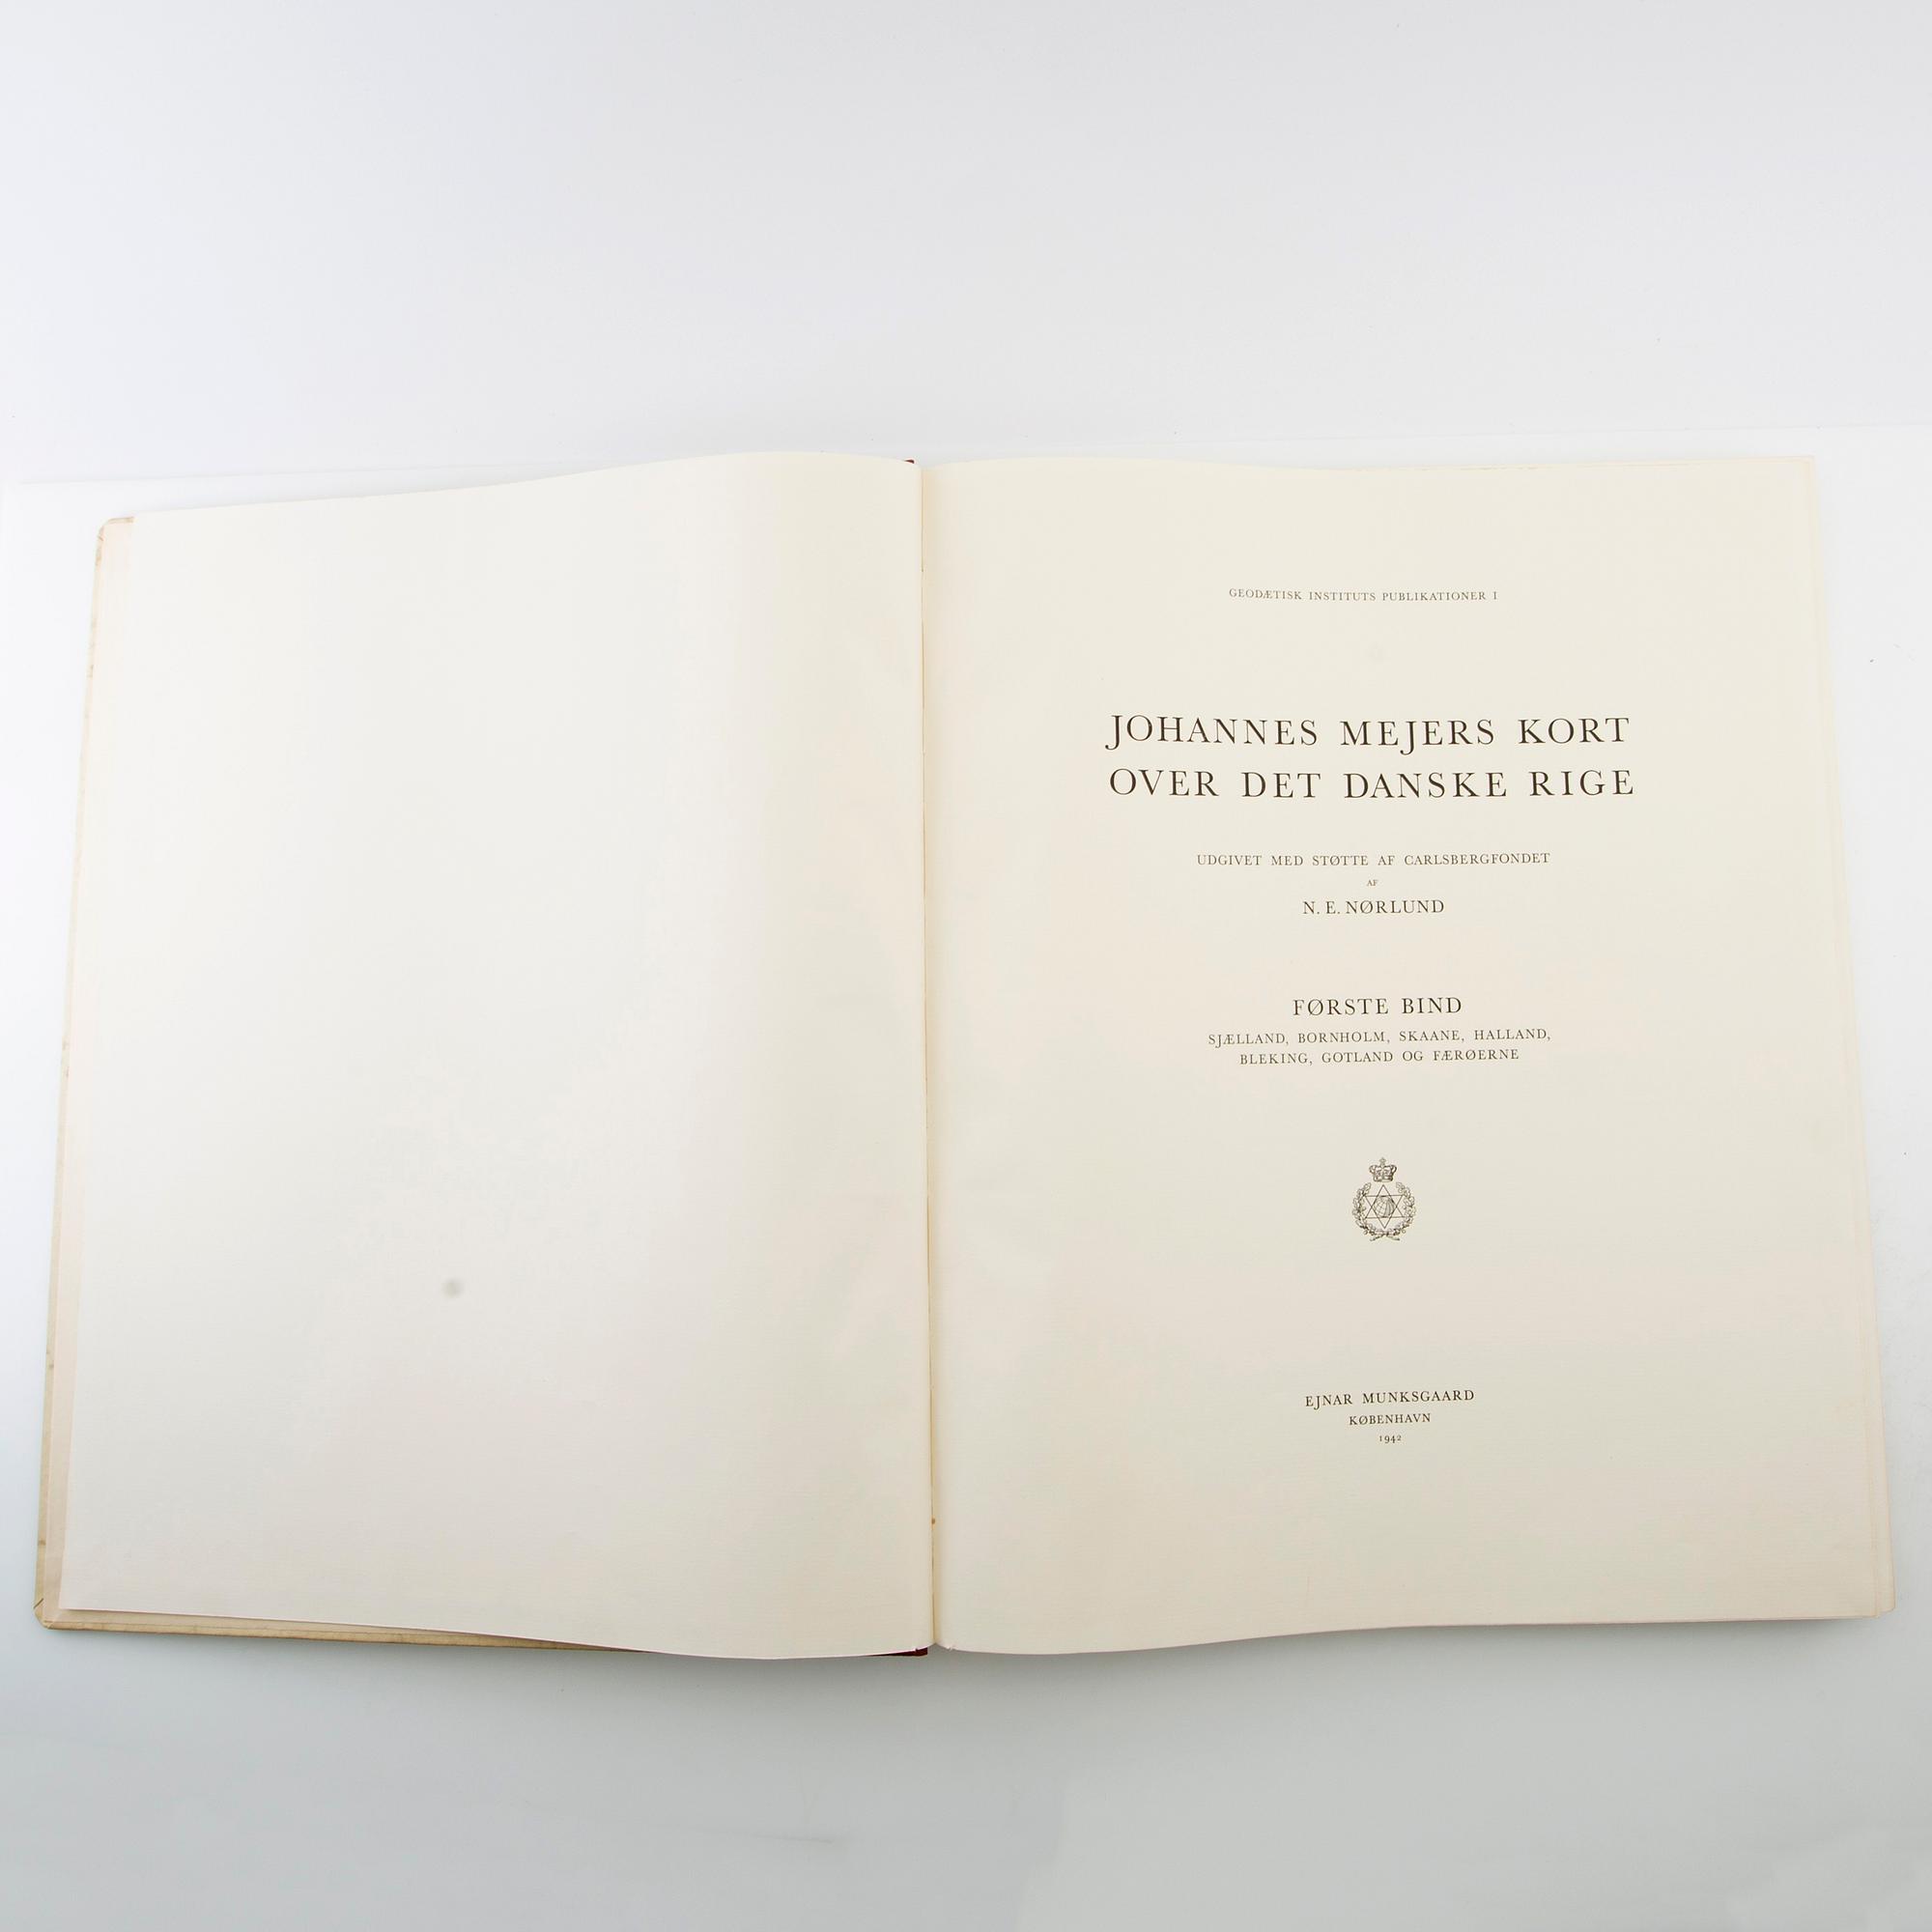 GEODÆTISK INSTITUTS PUBLIKATIONER I
JOHANNES MEJERS KORT
OVER DET DANSKE RIGE
UDGIVET MED STØTTE AF CARLSBERGFONDET
AF
N. E. NØRLUND
FØRSTE BIND
SJÆLLAND, BORNHOLM, SKAANE, HALLAND,
BLEKING, GOTLAND OG FÆRØERNE
EJNAR MUNKSGAARD
KØBENHAVN
1942